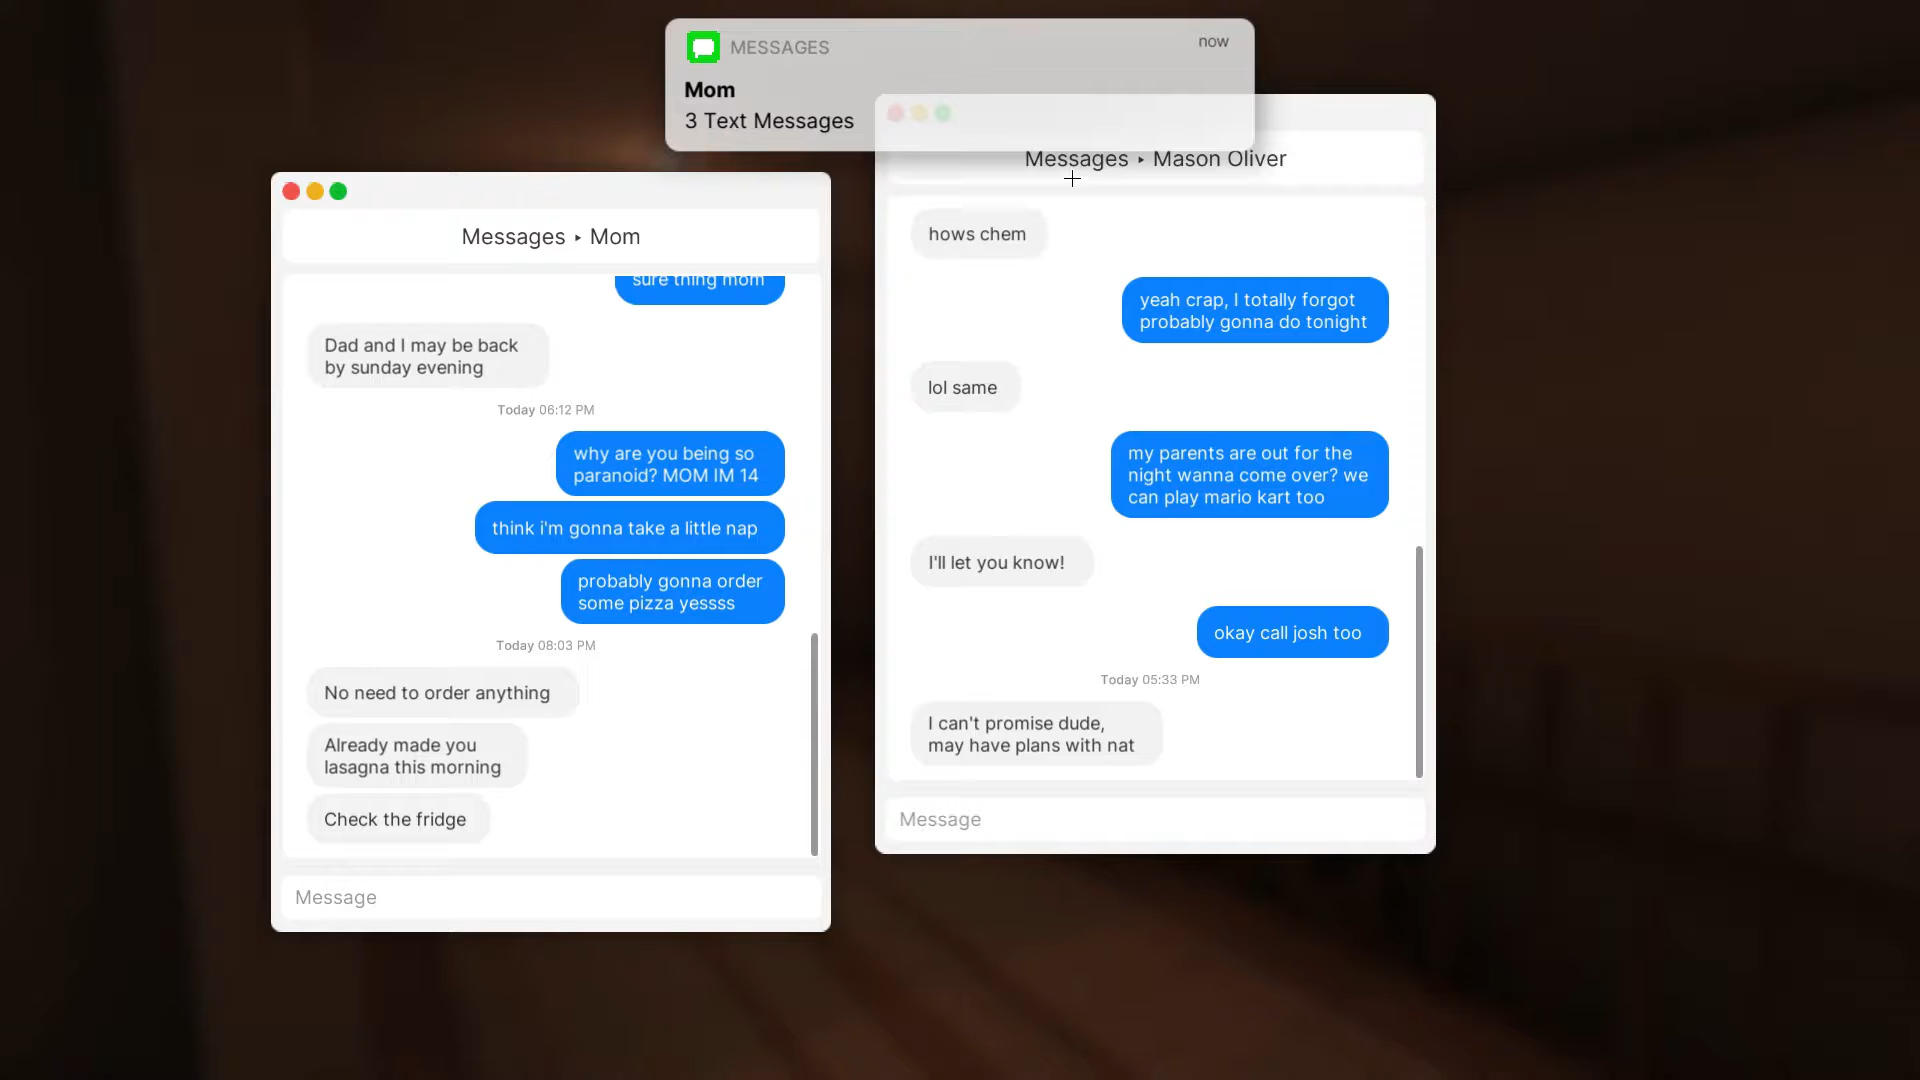 MESSAGES
now
Mom
3 Text Messages
Messages ‣ Mom
sure thing mom
Dad and I may be back
by sunday evening
Today 06:12 PM
why are you being so
paranoid? MOM IM 14
think i'm gonna take a little nap
probably gonna order
some pizza yessss
Today 08:03 PM
No need to order anything
Already made you
lasagna this morning
Check the fridge
Message
Messages ‣ Mason Oliver
hows chem
yeah crap, I totally forgot
probably gonna do tonight
lol same
my parents are out for the
night wanna come over? we
can play mario kart too
I'll let you know!
okay call josh too
Today 05:33 PM
I can't promise dude,
may have plans with nat
Message